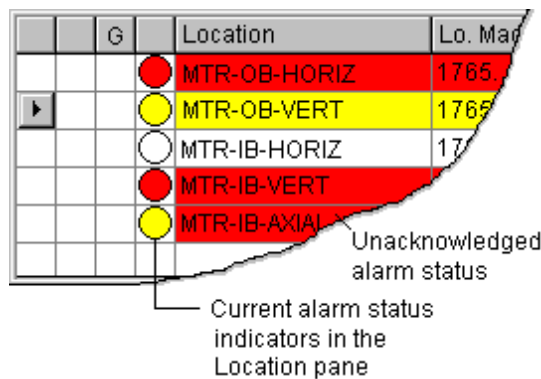 G Location Lo. Mac
MTR-OB-HORIZ 1765.
MTR-OB-VERT 1765
MTR-IB-HORIZ 17
MTR-IB-VERT
MTR-IB-AXIAL
Unacknowledged
alarm status
Current alarm status
indicators in the
Location pane